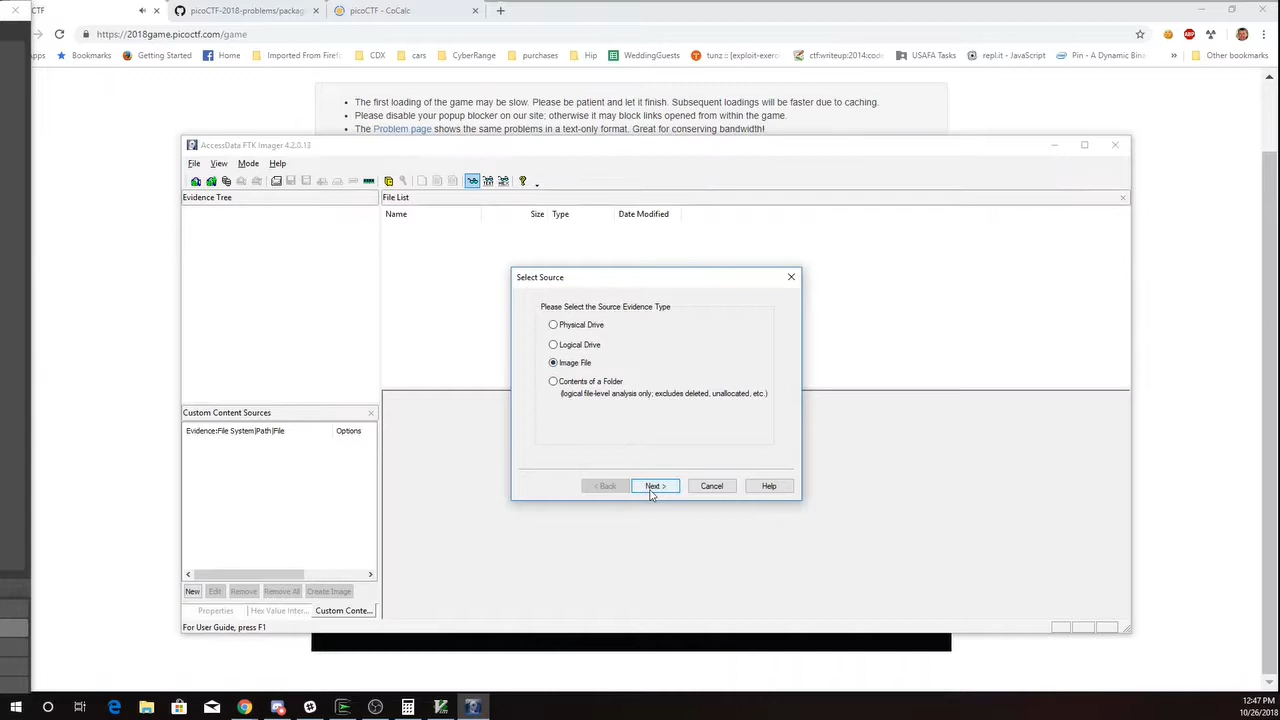 CTF
picoCTF-2018-problems/packag
picoCTF - CoCalc
https://2018game.picoctf.com/game
Apps Bookmarks Getting Started Home Imported From Firef CDX cars CyberRange purchases Hip WeddingGuests tunz :: [exploit-exerc ctf:writeup:2014:code USAFA Tasks repl.it - JavaScript Pin - A Dynamic Bina » Other bookmarks
The first loading of the game may be slow. Please be patient and let it finish. Subsequent loadings will be faster due to caching.
Please disable your popup blocker on our site; otherwise it may block links opened from within the game.
The Problem page shows the same problems in a text-only format. Great for conserving bandwidth!
AccessData FTK Imager 4.2.0.13
File View Mode Help
Evidence Tree
File List
Name Size Type Date Modified
Select Source
Please Select the Source Evidence Type
Physical Drive
Logical Drive
Image File
Contents of a Folder
(logical file-level analysis only; excludes deleted, unallocated, etc.)
< Back Next > Cancel Help
Custom Content Sources
Evidence:File System|Path|File Options
New Edit Remove Remove All Create Image
Properties Hex Value Inter... Custom Conte...
For User Guide, press F1
12:47 PM
10/26/2018